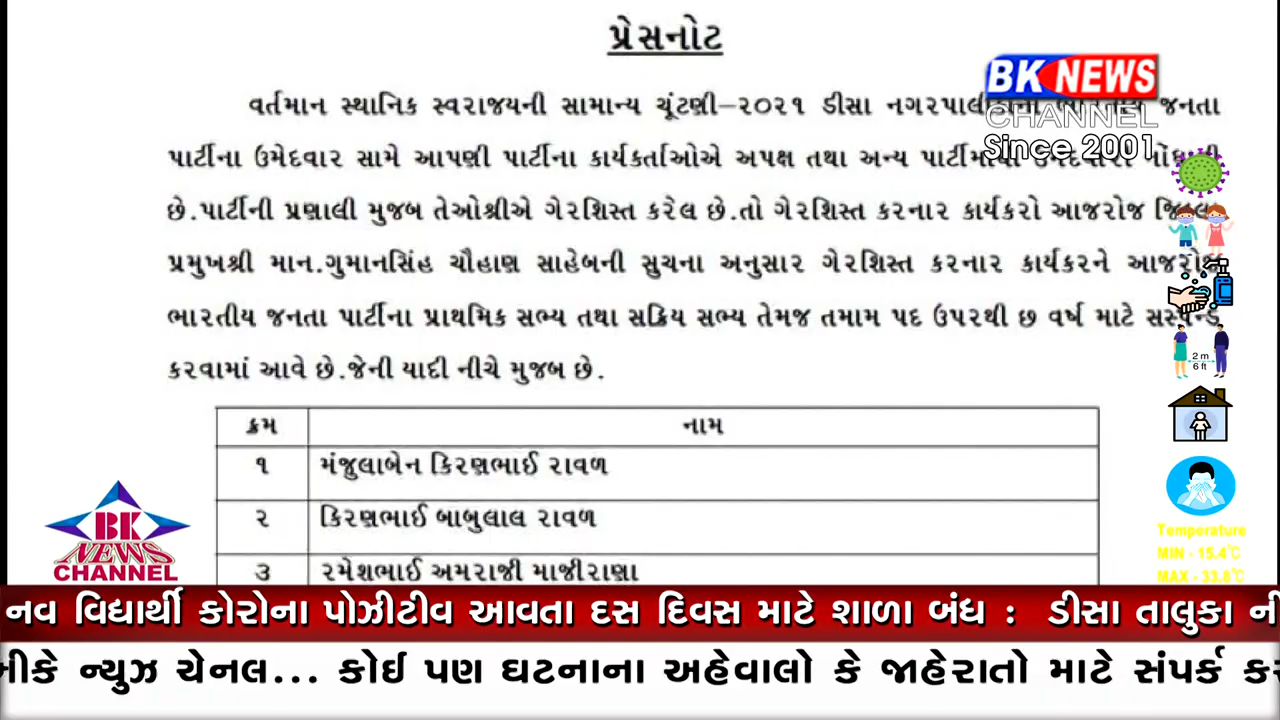 પ્રેસનોટ
BK NEWS
CHANNEL
Since 2001
વર્તમાન સ્થાનિક સ્વરાજયની સામાન્ય ચૂંટણી–૨૦૨૧ ડીસા જનતા
પાર્ટીના ઉમેદવાર સામે આપણી પાર્ટીના કાર્યકર્તાઓએ અપક્ષ તથા અન્ય
છે.પાર્ટીની પ્રણાલી મુજબ તેઓશ્રીએ ગેરશિસ્ત કરેલ છે.તો ગેરશિસ્ત કરનાર કાર્યકરો આજરોજ
પ્રમુખશ્રી માન.ગુમાનસિંહ ચૌહાણ સાહેબની સુચના અનુસાર ગેરશિસ્ત કરનાર કાર્યકરને આજરોજ
ભારતીય જનતા પાર્ટીના પ્રાથમિક સભ્ય તથા સક્રિય સભ્ય તેમજ તમામ પદ ઉપરથી છ વર્ષ માટે સસ્પેન્ડ
કરવામાં આવે છે.જેની યાદી નીચે મુજબ છે.
2 m
6 ft
ક્રમ નામ
૧ મંજુલાબેન કિરણભાઈ રાવળ
૨ કિરણભાઈ બાબુલાલ રાવળ
૩ રમેશભાઈ અમરાજી માજીરાણા
BK
NEWS
CHANNEL
Temperature
MIN - 15.4℃
MAX - 33.8℃
નવ વિદ્યાર્થી કોરોના પોઝીટીવ આવતા દસ દિવસ માટે શાળા બંધ : ડીસા તાલુકા ની
ન્યુઝ ચેનલ... કોઈ પણ ઘટનાના અહેવાલો કે જાહેરાતો માટે સંપર્ક